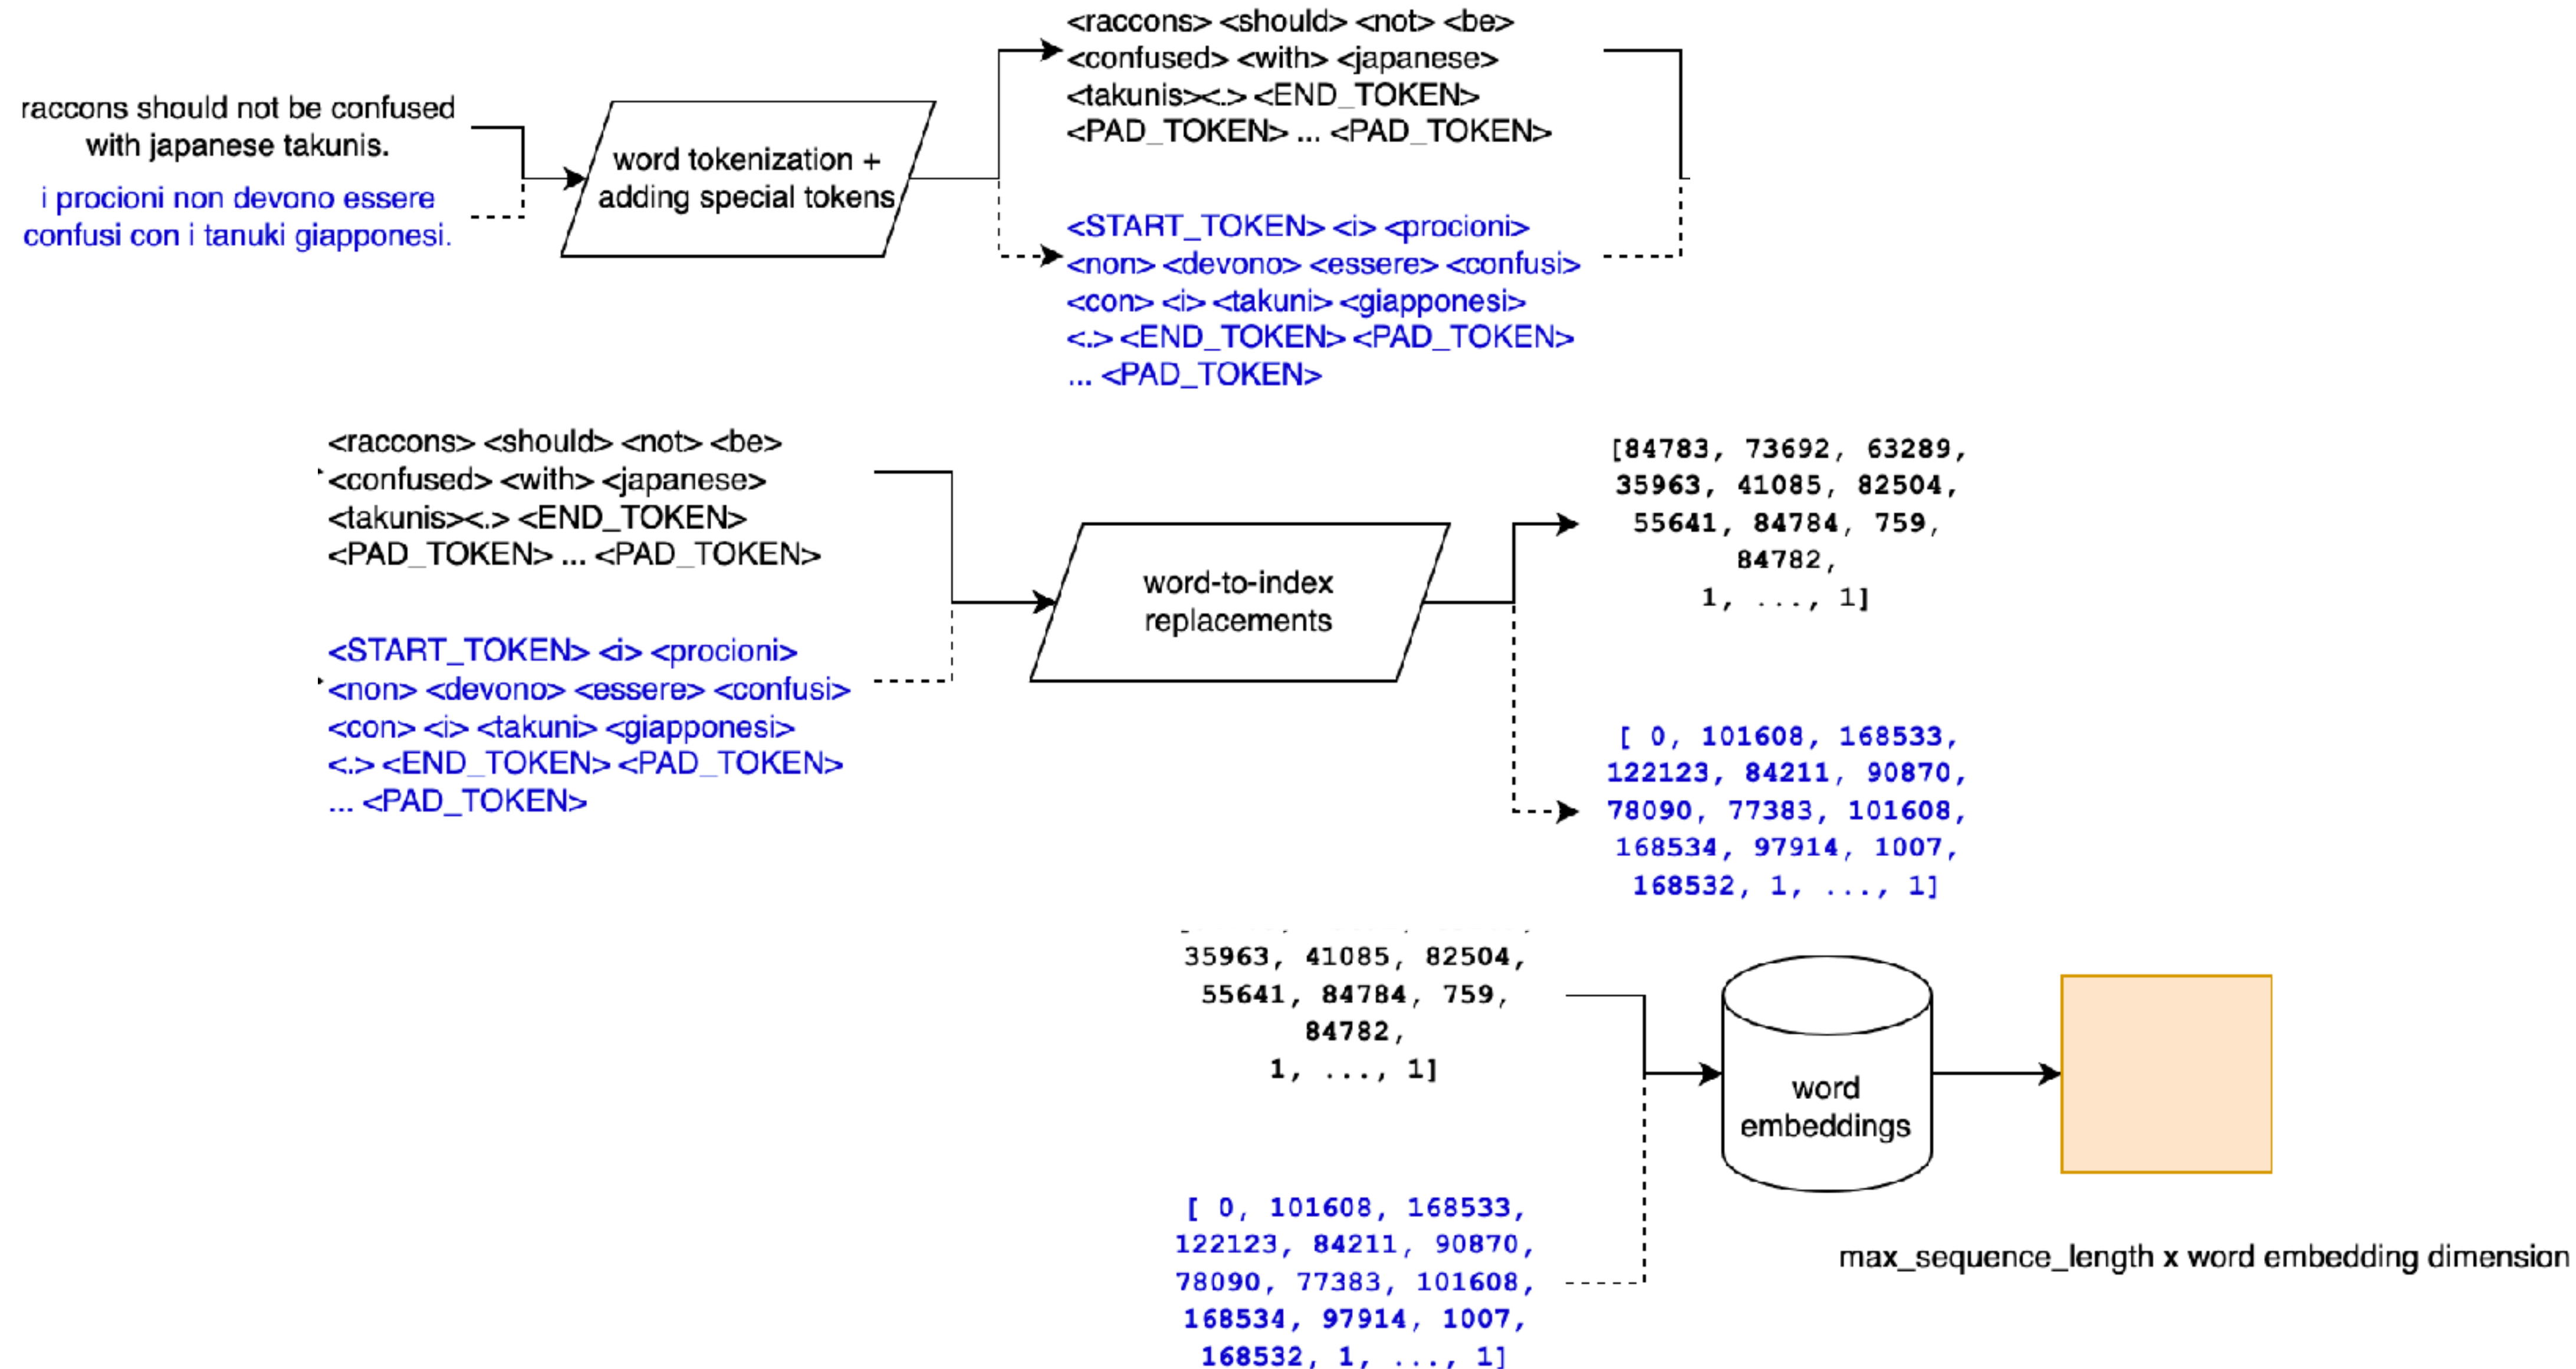 raccons should not be confused
with japanese takunis.
i procioni non devono essere
confusi con i tanuki giapponesi.
word tokenization +
adding special tokens
<raccons> <should> <not> <be>
<confused> <with> <japanese>
<takunis><.> <END_TOKEN>
<PAD_TOKEN> ... <PAD_TOKEN>
<START_TOKEN> <i> <procioni>
<non> <devono> <essere> <confusi>
<con> <i> <takuni> <giapponesi>
<.> <END_TOKEN> <PAD_TOKEN>
... <PAD_TOKEN>
<raccons> <should> <not> <be>
<confused> <with> <japanese>
<takunis><.> <END_TOKEN>
<PAD_TOKEN> ... <PAD_TOKEN>
<START_TOKEN> <i> <procioni>
<non> <devono> <essere> <confusi>
<con> <i> <takuni> <giapponesi>
<.> <END_TOKEN> <PAD_TOKEN>
... <PAD_TOKEN>
word-to-index
replacements
[84783, 73692, 63289,
35963, 41085, 82504,
55641, 84784, 759,
84782,
1, ..., 1]
[ 0, 101608, 168533,
122123, 84211, 90870,
78090, 77383, 101608,
168534, 97914, 1007,
168532, 1, ..., 1]
35963, 41085, 82504,
55641, 84784, 759,
84782,
1, ..., 1]
[ 0, 101608, 168533,
122123, 84211, 90870,
78090, 77383, 101608,
168534, 97914, 1007,
168532, 1, ..., 1]
word
embeddings
max_sequence_length x word embedding dimension